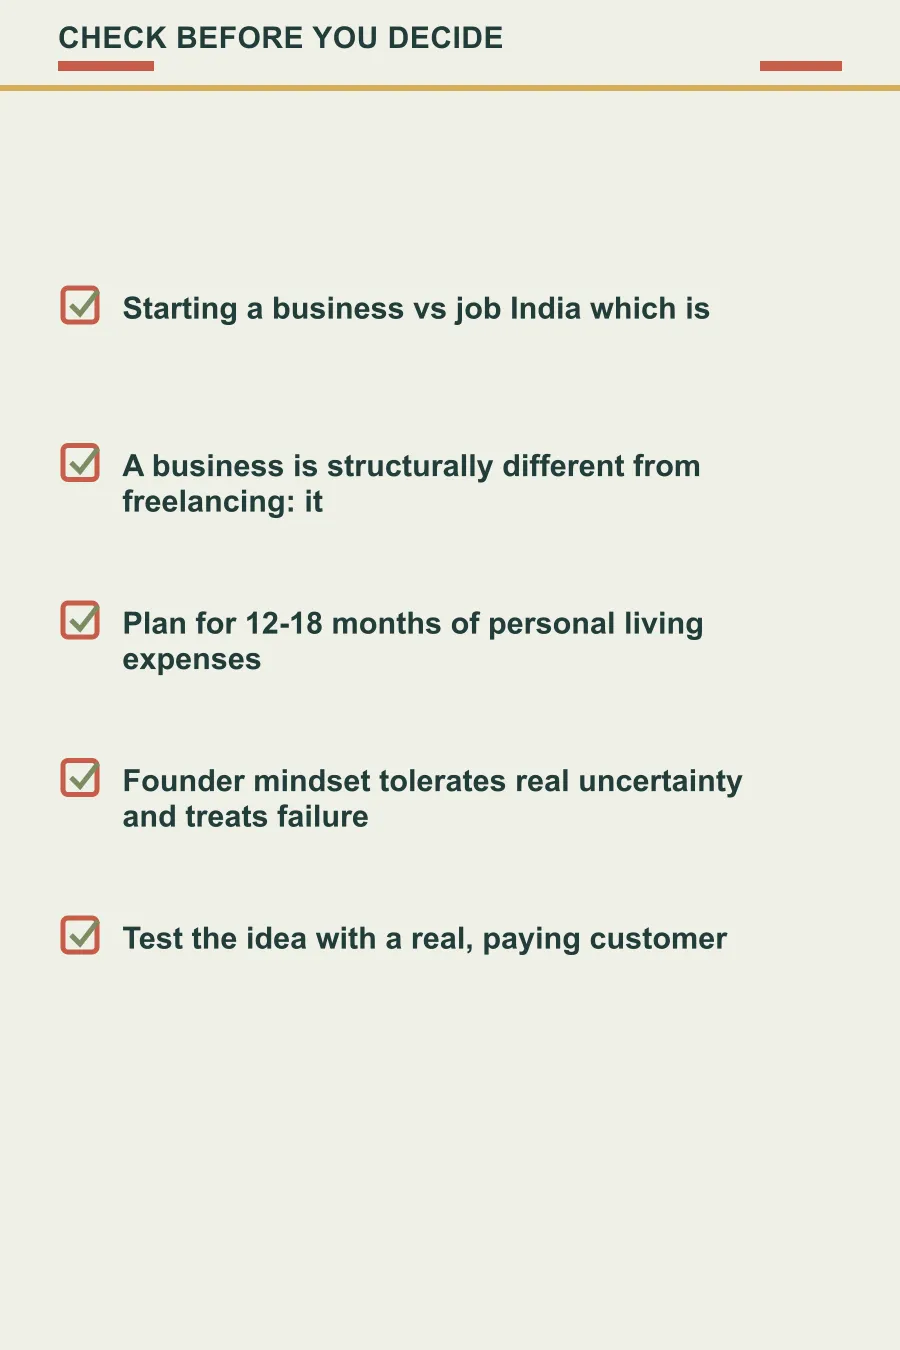 CHECK BEFORE YOU DECIDE
Starting a business vs job India which is
A business is structurally different from
freelancing: it
Plan for 12-18 months of personal living
expenses
Founder mindset tolerates real uncertainty
and treats failure
Test the idea with a real, paying customer